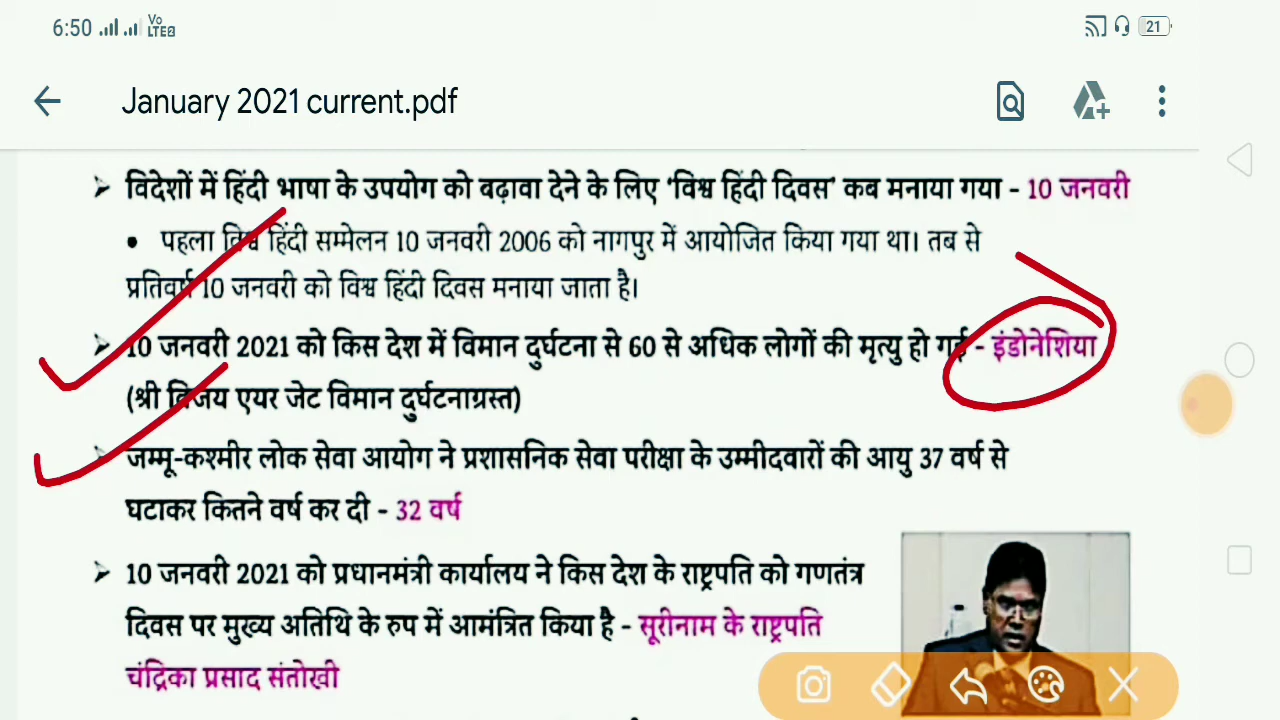 6:50 Vo LTE2 21
January 2021 current.pdf
➢ विदेशों में हिंदी भाषा के उपयोग को बढ़ावा देने के लिए ‘विश्व हिंदी दिवस’ कब मनाया गया - 10 जनवरी
• पहला विश्व हिंदी सम्मेलन 10 जनवरी 2006 को नागपुर में आयोजित किया गया था। तब से
प्रतिवर्ष 10 जनवरी को विश्व हिंदी दिवस मनाया जाता है।
➢ 10 जनवरी 2021 को किस देश में विमान दुर्घटना से 60 से अधिक लोगों की मृत्यु हो गई - इंडोनेशिया
(श्री विजय एयर जेट विमान दुर्घटनाग्रस्त)
➢ जम्मू-कश्मीर लोक सेवा आयोग ने प्रशासनिक सेवा परीक्षा के उम्मीदवारों की आयु 37 वर्ष से
घटाकर कितने वर्ष कर दी - 32 वर्ष
➢ 10 जनवरी 2021 को प्रधानमंत्री कार्यालय ने किस देश के राष्ट्रपति को गणतंत्र
दिवस पर मुख्य अतिथि के रुप में आमंत्रित किया है - सूरीनाम के राष्ट्रपति
चंद्रिका प्रसाद संतोखी